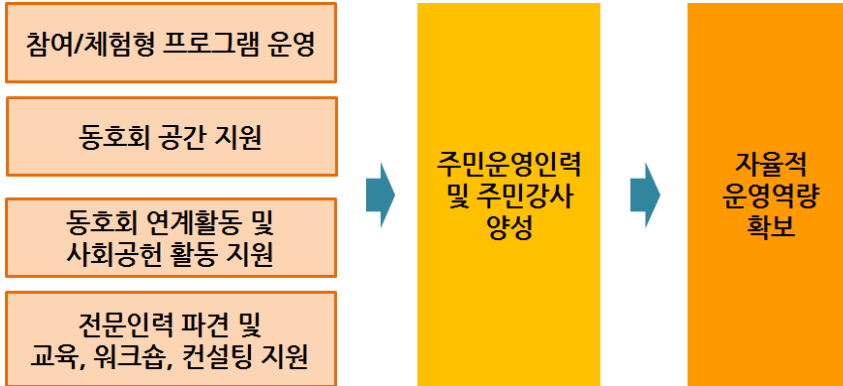 참여/체험형 프로그램 운영
동호회 공간 지원
동호회 연계활동 및
사회공헌 활동 지원
전문인력 파견 및
교육, 워크숍, 컨설팅 지원
주민운영인력
및 주민강사
양성
자율적
운영역량
확보